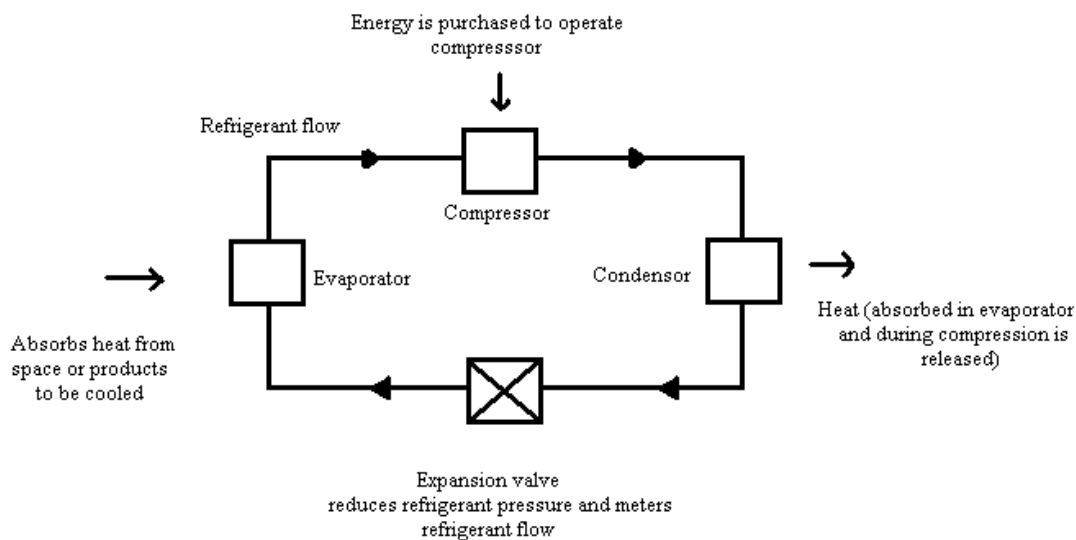 Energy is purchased to operate
compresssor
Refrigerant flow
Compressor
Evaporator
Condensor
Absorbs heat from
space or products
to be cooled
Heat (absorbed in evaporator
and during compression is
released)
Expansion valve
reduces refrigerant pressure and meters
refrigerant flow